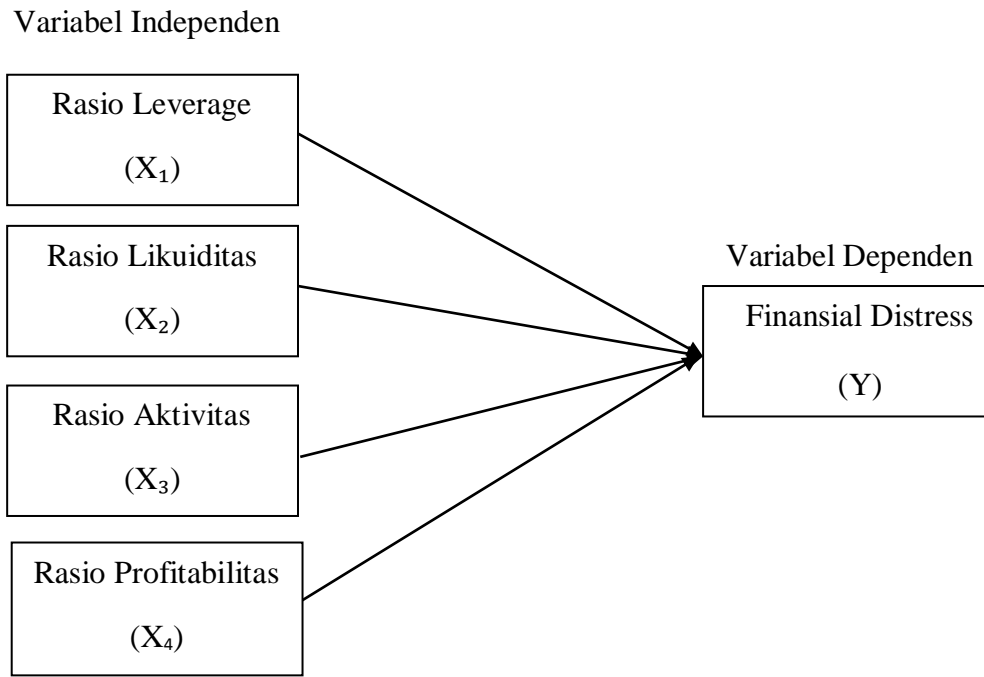 Variabel Independen
Rasio Leverage
(X₁)
Rasio Likuiditas
(X₂)
Rasio Aktivitas
(X₃)
Rasio Profitabilitas
(X₄)
Variabel Dependen
Finansial Distress
(Y)